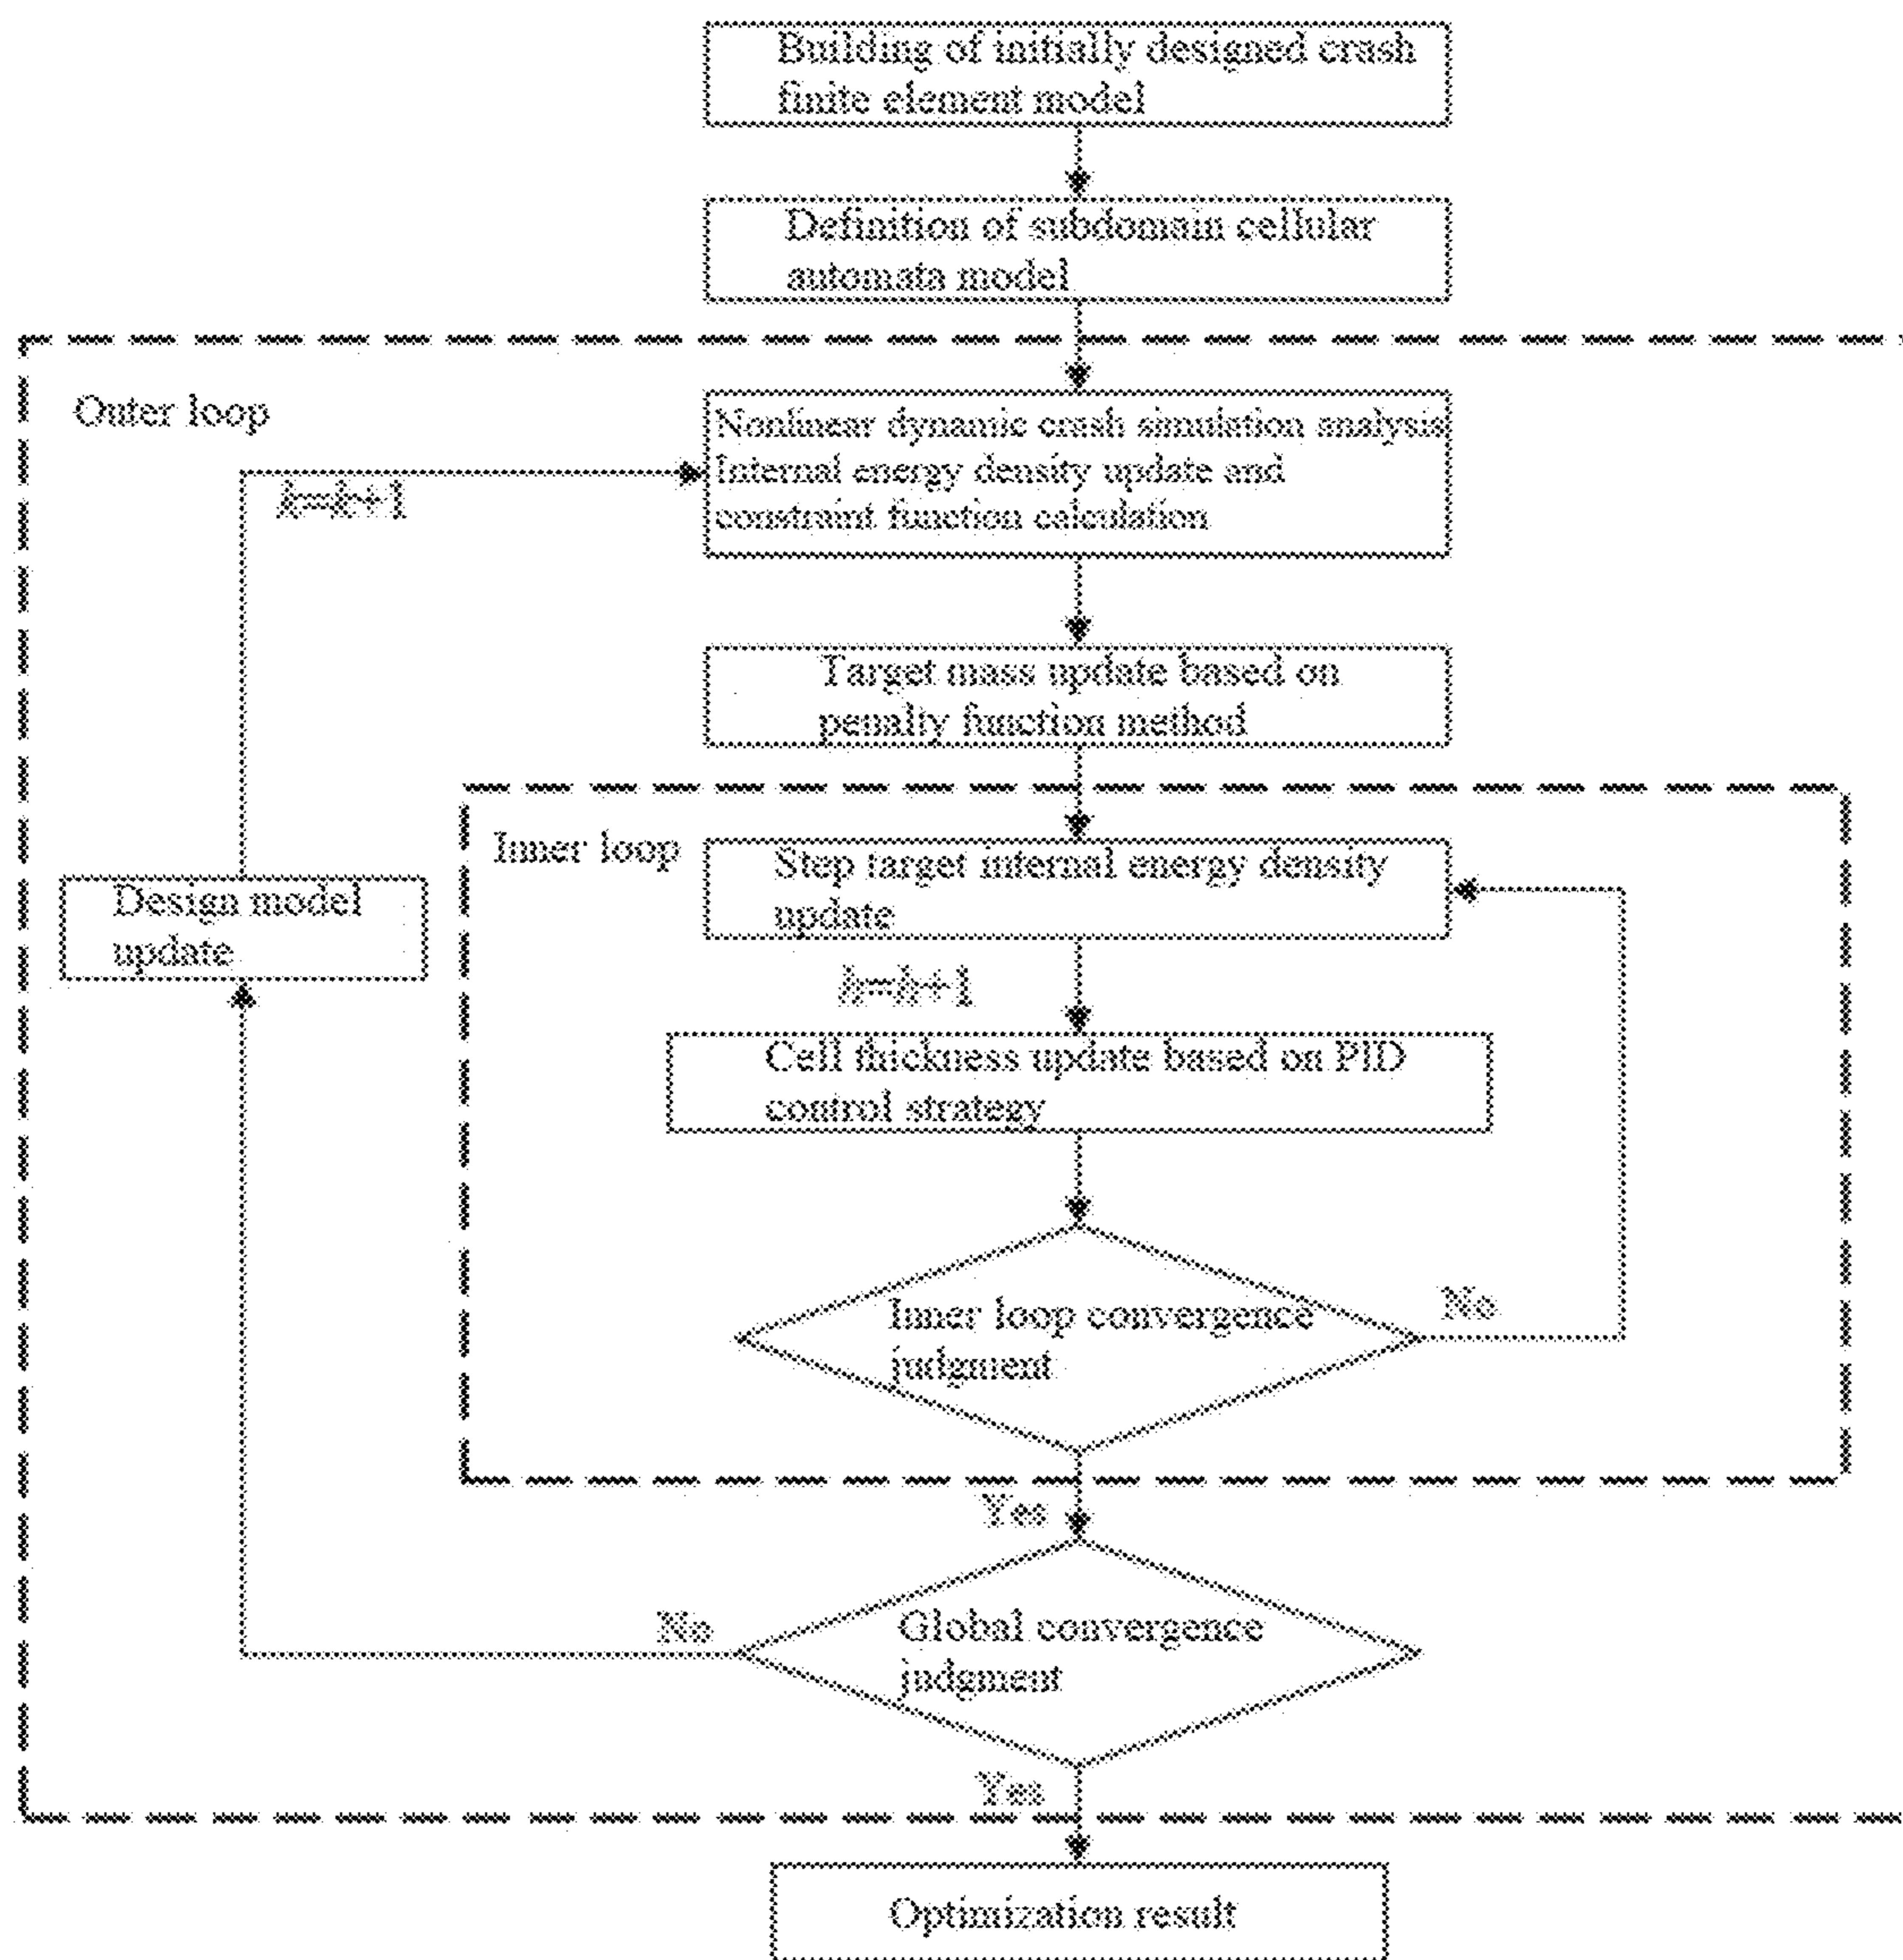 Building of initially designed crash
finite element model
Definition of subdomain cellular
automata model
Outer loop
Nonlinear dynamic crash simulation analysis
Internal energy density update and
constraint function calculation
k=k+1
Target mass update based on
penalty function method
Inner loop
Step target internal energy density
update
Design model
update
h=h+1
Cell thickness update based on PID
control strategy
Inner loop convergence
judgment
No
Yes
Global convergence
judgment
No
Yes
Optimization result